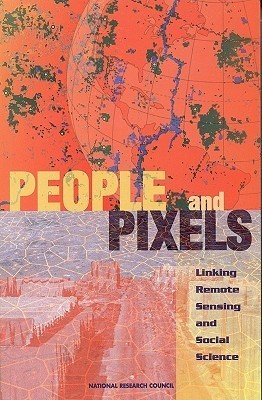 PEOPLE and
PIXELS
Linking
Remote
Sensing
and
Social
Science
NATIONAL RESEARCH COUNCIL